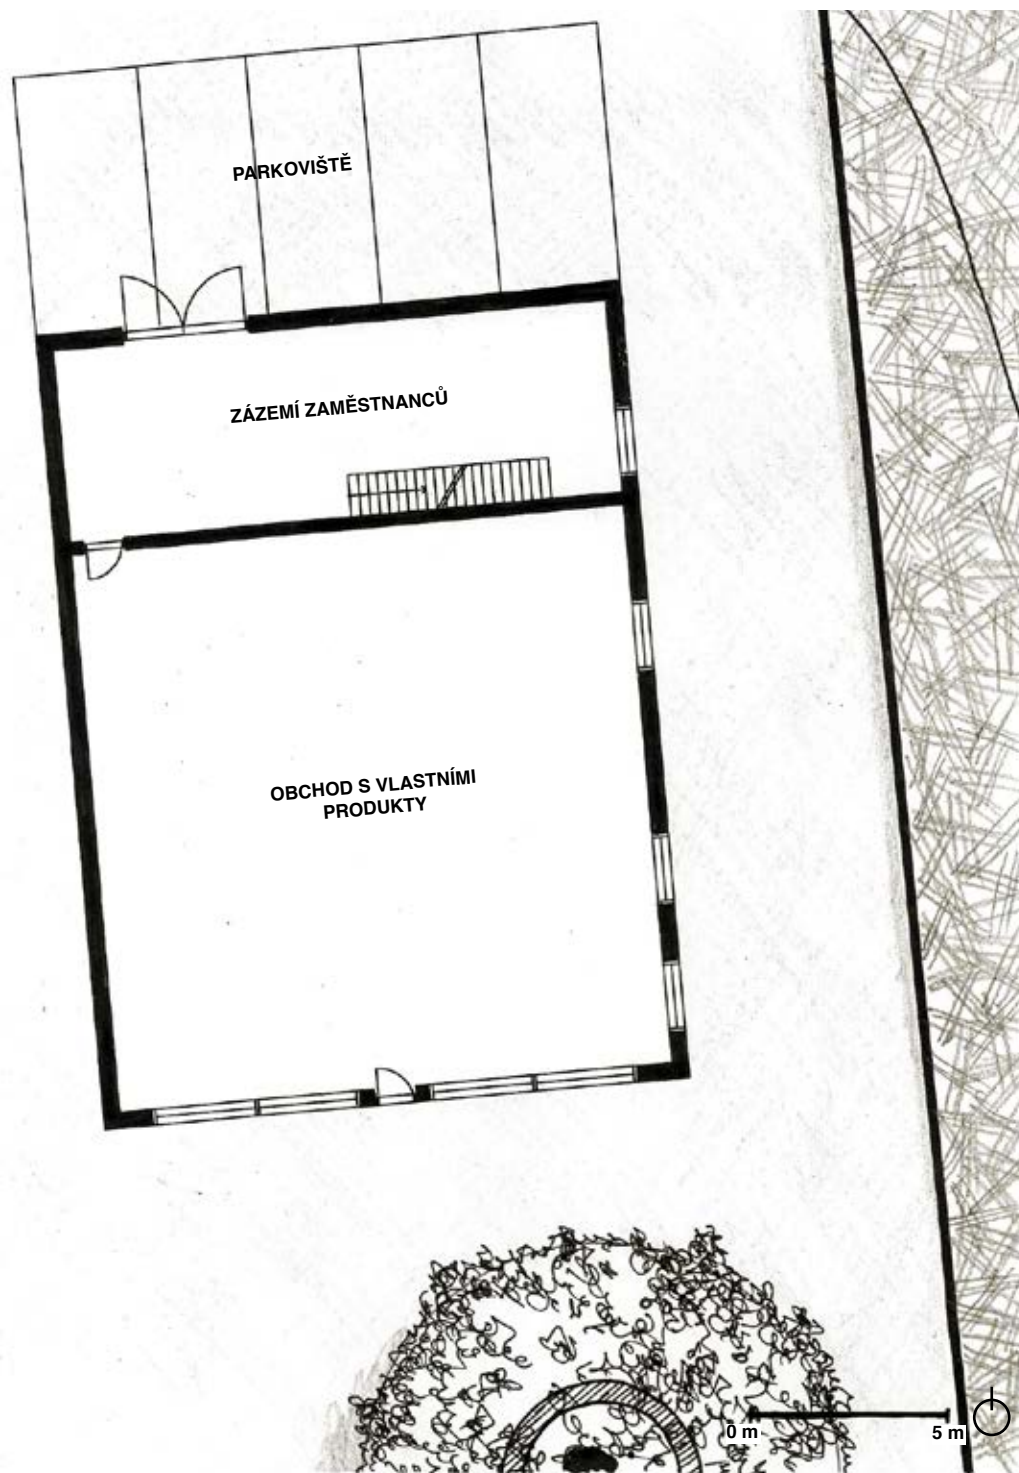 PARKOVIŠTĚ
ZÁZEMÍ ZAMĚSTNANCŮ
OBCHOD S VLASTNÍMI
PRODUKTY
0 m
5 m